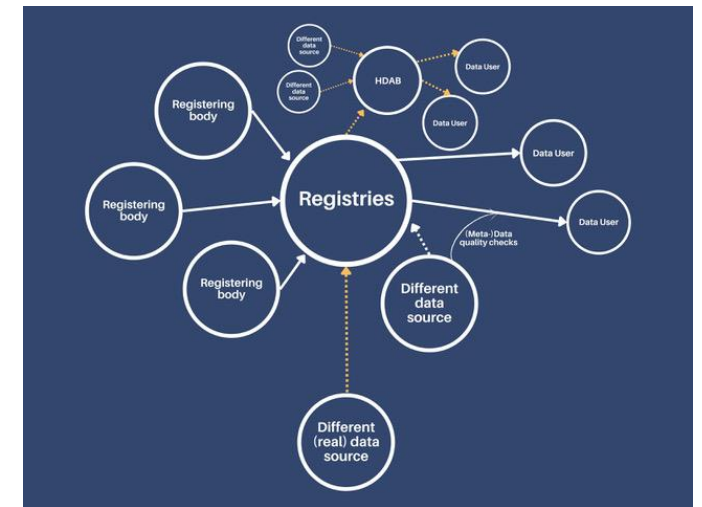 Different
data
source
HDAB
Data User
Different
data
source
Registering
body
Data User
Data User
Registries
Registering
body
Data User
(Meta-)Data
quality checks
Registering
body
Different
data
source
Different
(real) data
source